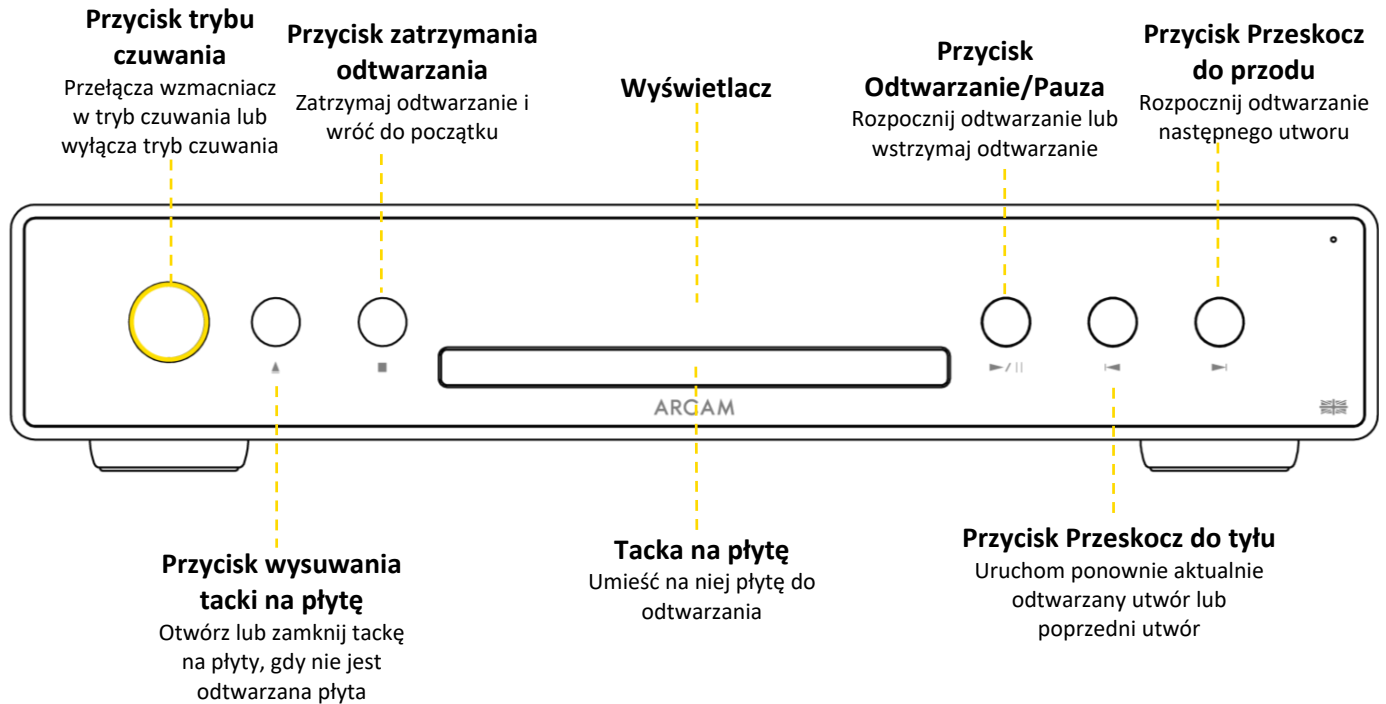 Przycisk trybu
czuwania
Przełącza wzmacniacz
w tryb czuwania lub
wyłącza tryb czuwania
Przycisk zatrzymania
odtwarzania
Zatrzymaj odtwarzanie i
wróć do początku
Wyświetlacz
Przycisk
Odtwarzanie/Pauza
Rozpocznij odtwarzanie lub
wstrzymaj odtwarzanie
Przycisk Przeskocz
do przodu
Rozpocznij odtwarzanie
następnego utworu
ARCAM
Przycisk wysuwania
tacki na płytę
Otwórz lub zamknij tackę
na płyty, gdy nie jest
odtwarzana płyta
Tacka na płytę
Umieść na niej płytę do
odtwarzania
Przycisk Przeskocz do tyłu
Uruchom ponownie aktualnie
odtwarzany utwór lub
poprzedni utwór